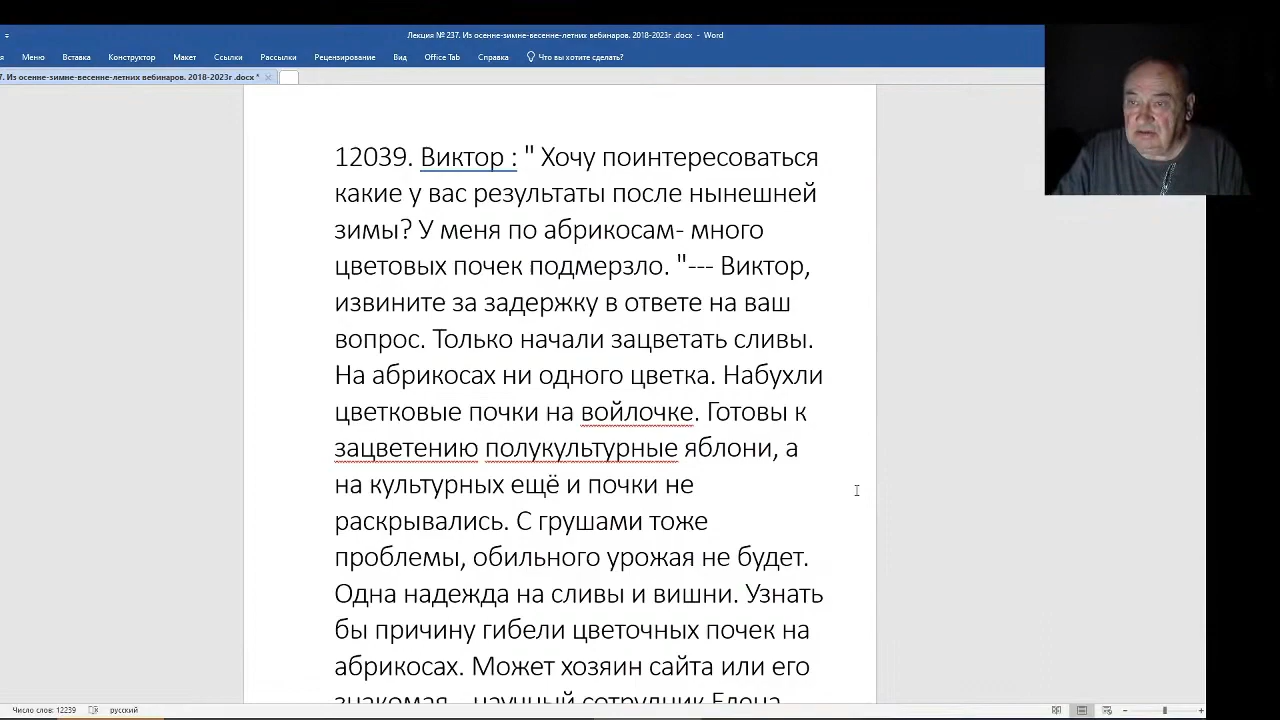 Лекция № 237. Из осенне-зимне-весенне-летних вебинаров. 2018-2023г .docx - Word
Меню Вставка Конструктор Макет Ссылки Рассылки Рецензирование Вид Office Tab Справка Что вы хотите сделать?
7. Из осенне-зимне-весенне-летних вебинаров. 2018-2023г .docx *
12039. Виктор : " Хочу поинтересоваться
какие у вас результаты после нынешней
зимы? У меня по абрикосам- много
цветовых почек подмерзло. "--- Виктор,
извините за задержку в ответе на ваш
вопрос. Только начали зацветать сливы.
На абрикосах ни одного цветка. Набухли
цветковые почки на войлочке. Готовы к
зацветению полукультурные яблони, а
на культурных ещё и почки не
раскрывались. С грушами тоже
проблемы, обильного урожая не будет.
Одна надежда на сливы и вишни. Узнать
бы причину гибели цветочных почек на
абрикосах. Может хозяин сайта или его
знакомая - научный сотрудник Елена
Число слов: 12239 русский